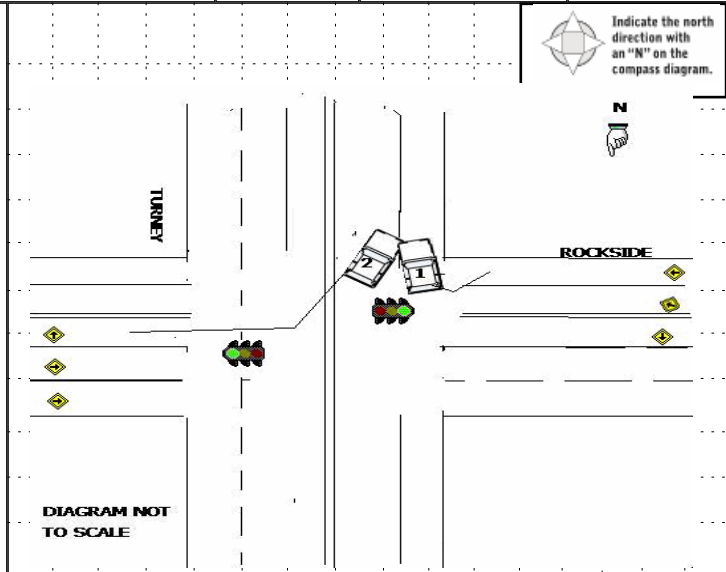 Indicate the north
direction with
an "N" on the
compass diagram.
N
TURNEY
ROCKSIDE
2
1
DIAGRAM NOT
TO SCALE